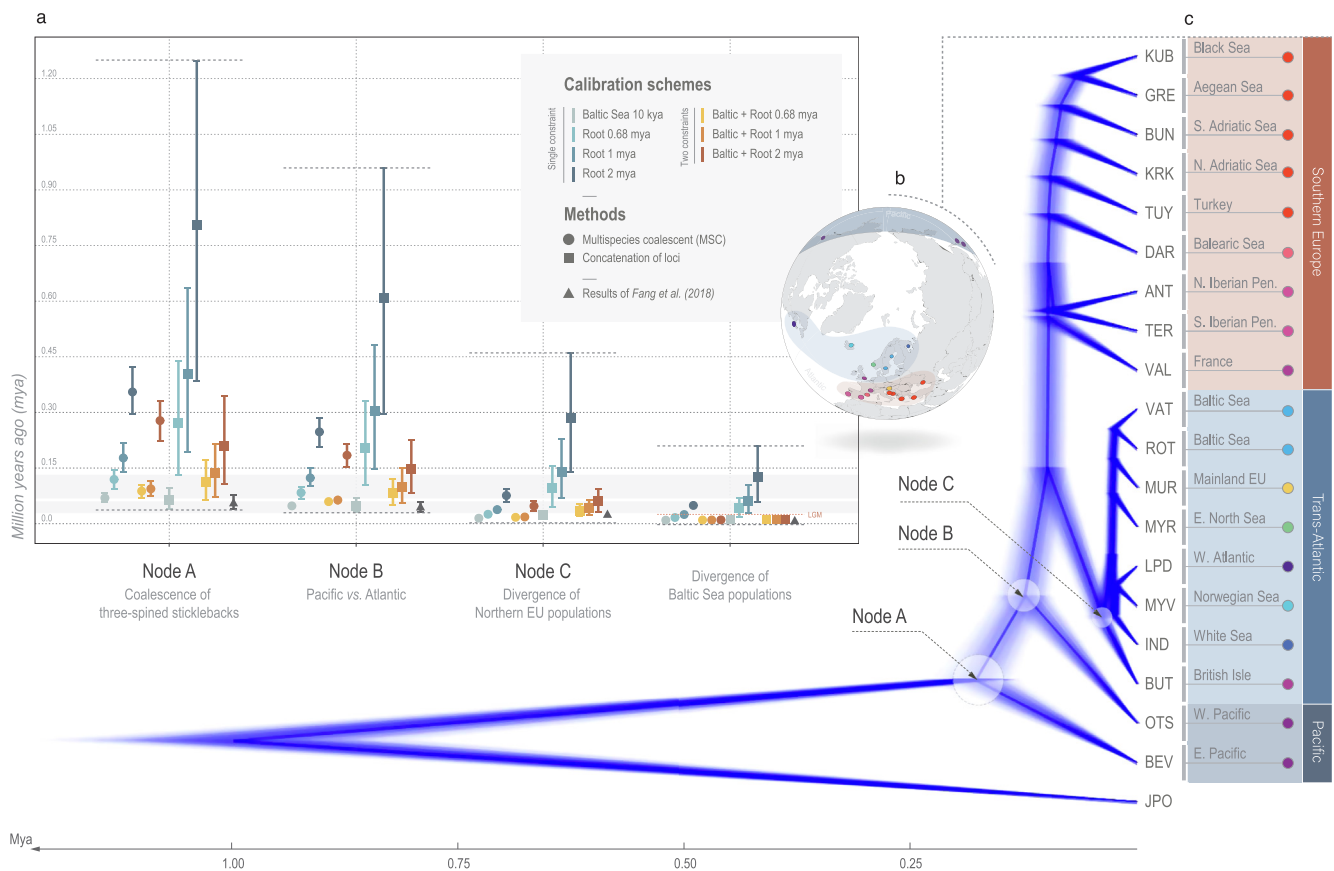 a
Million years ago (mya)
1.20
1.05
0.90
0.75
0.60
0.45
0.30
0.15
0.0
Calibration schemes
Single constraint
Baltic Sea 10 kya
Root 0.68 mya
Root 1 mya
Root 2 mya
Two constraints
Baltic + Root 0.68 mya
Baltic + Root 1 mya
Baltic + Root 2 mya
Methods
Multispecies coalescent (MSC)
Concatenation of loci
Results of Fang et al. (2018)
LGM
Node A
Coalescence of
three-spined sticklebacks
Node B
Pacific vs. Atlantic
Node C
Divergence of
Northern EU populations
Divergence of
Baltic Sea populations
b
Pacific
Atlantic
c
KUB Black Sea
GRE Aegean Sea
BUN S. Adriatic Sea
KRK N. Adriatic Sea
TUY Turkey
DAR Balearic Sea
ANT N. Iberian Pen.
TER S. Iberian Pen.
VAL France
VAT Baltic Sea
ROT Baltic Sea
MUR Mainland EU
MYR E. North Sea
LPD W. Atlantic
MYV Norwegian Sea
IND White Sea
BUT British Isle
OTS W. Pacific
BEV E. Pacific
JPO
Southern Europe
Trans-Atlantic
Pacific
Node C
Node B
Node A
Mya
1.00
0.75
0.50
0.25